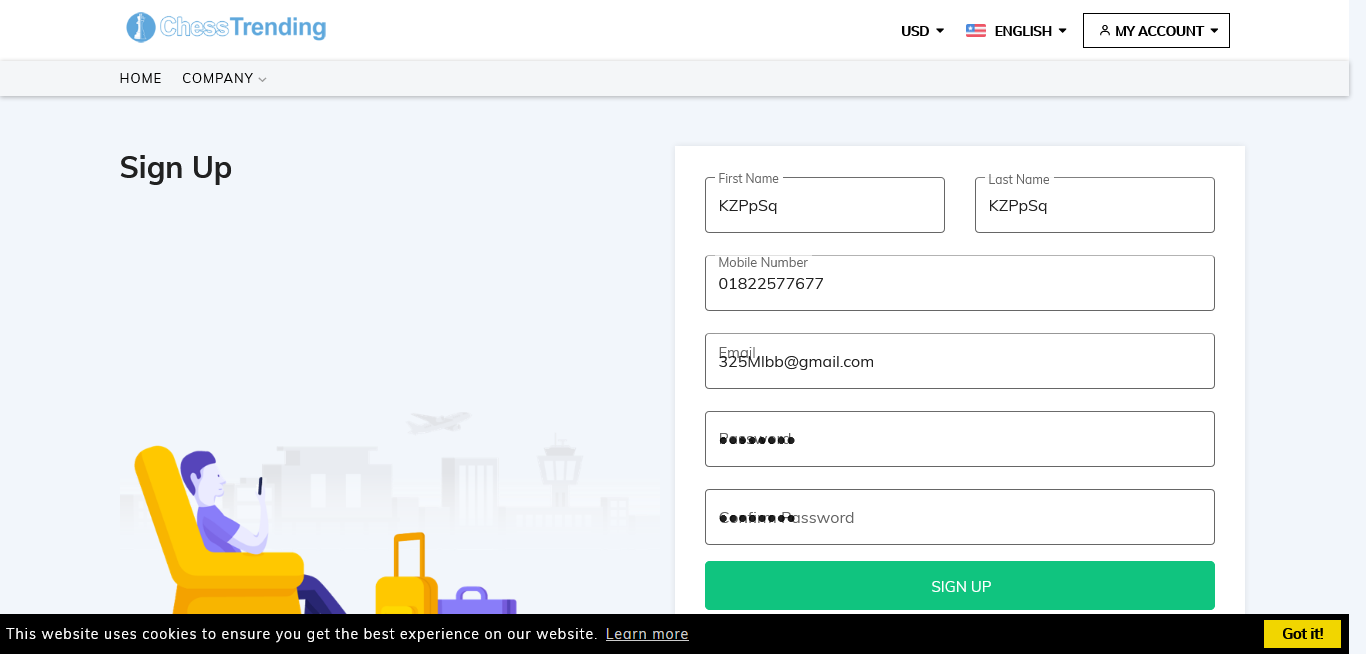 ChessTrending
USD
ENGLISH
MY ACCOUNT
HOME
COMPANY
Sign Up
First Name
KZPpSq
Last Name
KZPpSq
Mobile Number
01822577677
Email
325Mlbb@gmail.com
Password
Confirm Password
SIGN UP
This website uses cookies to ensure you get the best experience on our website. Learn more
Got it!